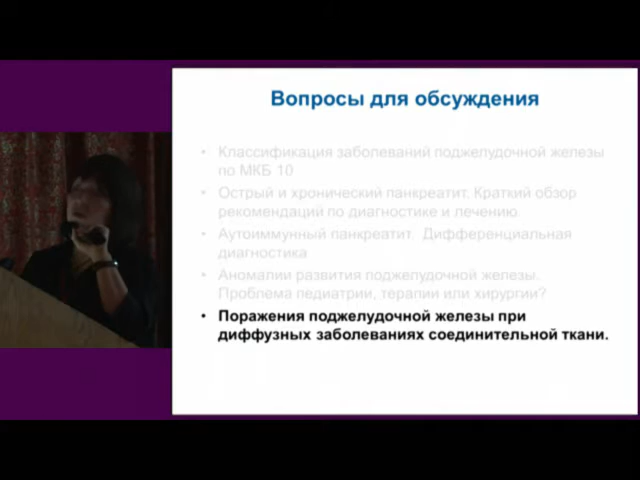 Вопросы для обсуждения
• Классификация заболеваний поджелудочной железы
по МКБ 10
• Острый и хронический панкреатит. Краткий обзор
рекомендаций по диагностике и лечению.
• Аутоиммунный панкреатит. Дифференциальная
диагностика
• Аномалии развития поджелудочной железы.
Проблема педиатрии, терапии или хирургии?
• Поражения поджелудочной железы при
диффузных заболеваниях соединительной ткани.